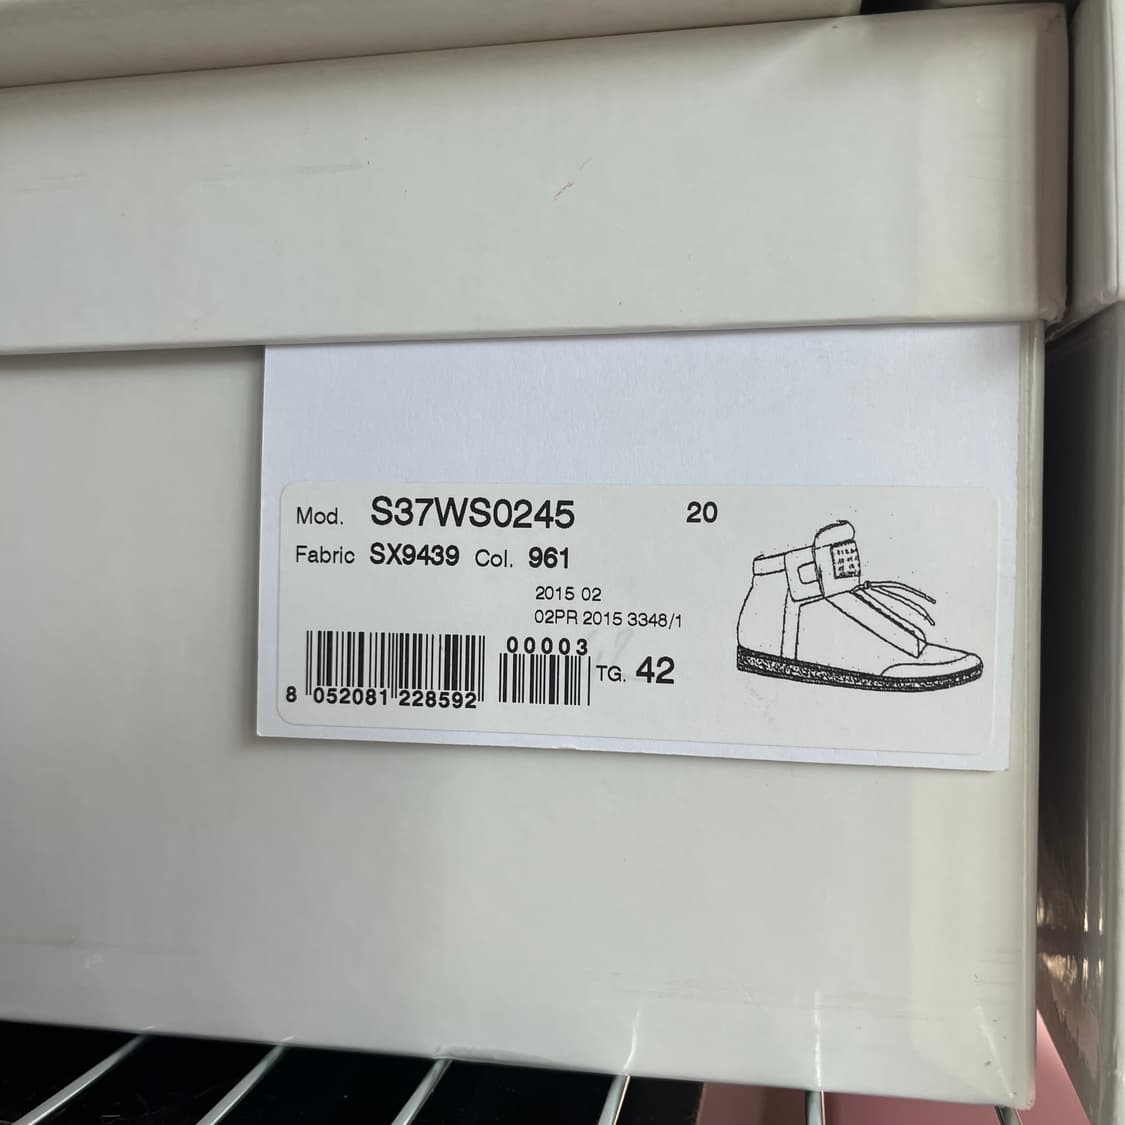 Mod. S37WS0245 20
Fabric SX9439 Col. 961
2015 02
02PR 2015 3348/1
00003
TG. 42
8 052081 228592